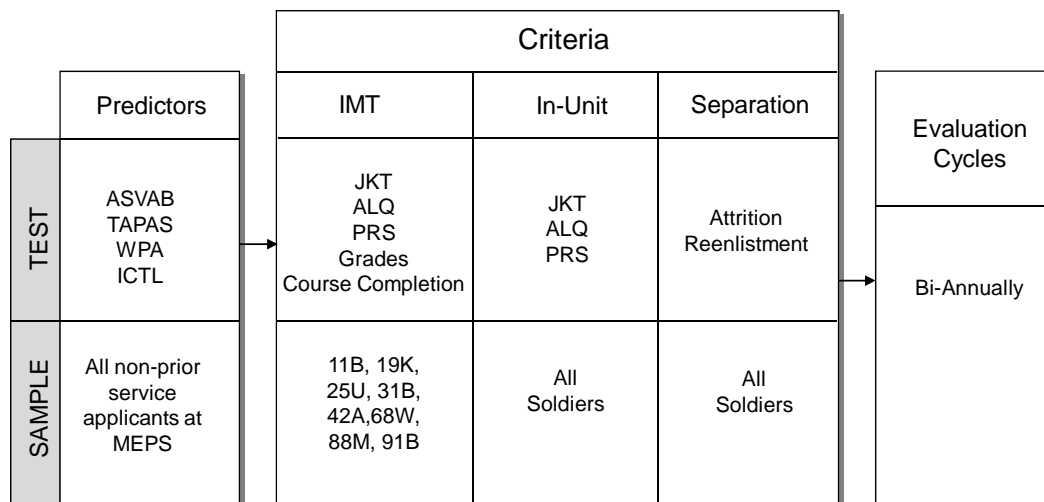 Criteria
Predictors
IMT
In-Unit
Separation
Evaluation
Cycles
TEST
ASVAB
TAPAS
WPA
ICTL
JKT
ALQ
PRS
Grades
Course Completion
JKT
ALQ
PRS
Attrition
Reenlistment
Bi-Annually
SAMPLE
All non-prior
service
applicants at
MEPS
11B, 19K,
25U, 31B,
42A,68W,
88M, 91B
All
Soldiers
All
Soldiers